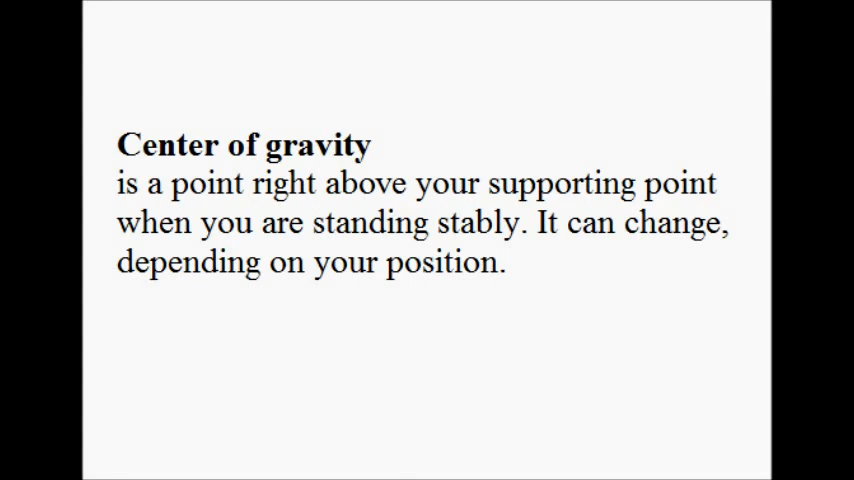 Center of gravity
is a point right above your supporting point
when you are standing stably. It can change,
depending on your position.